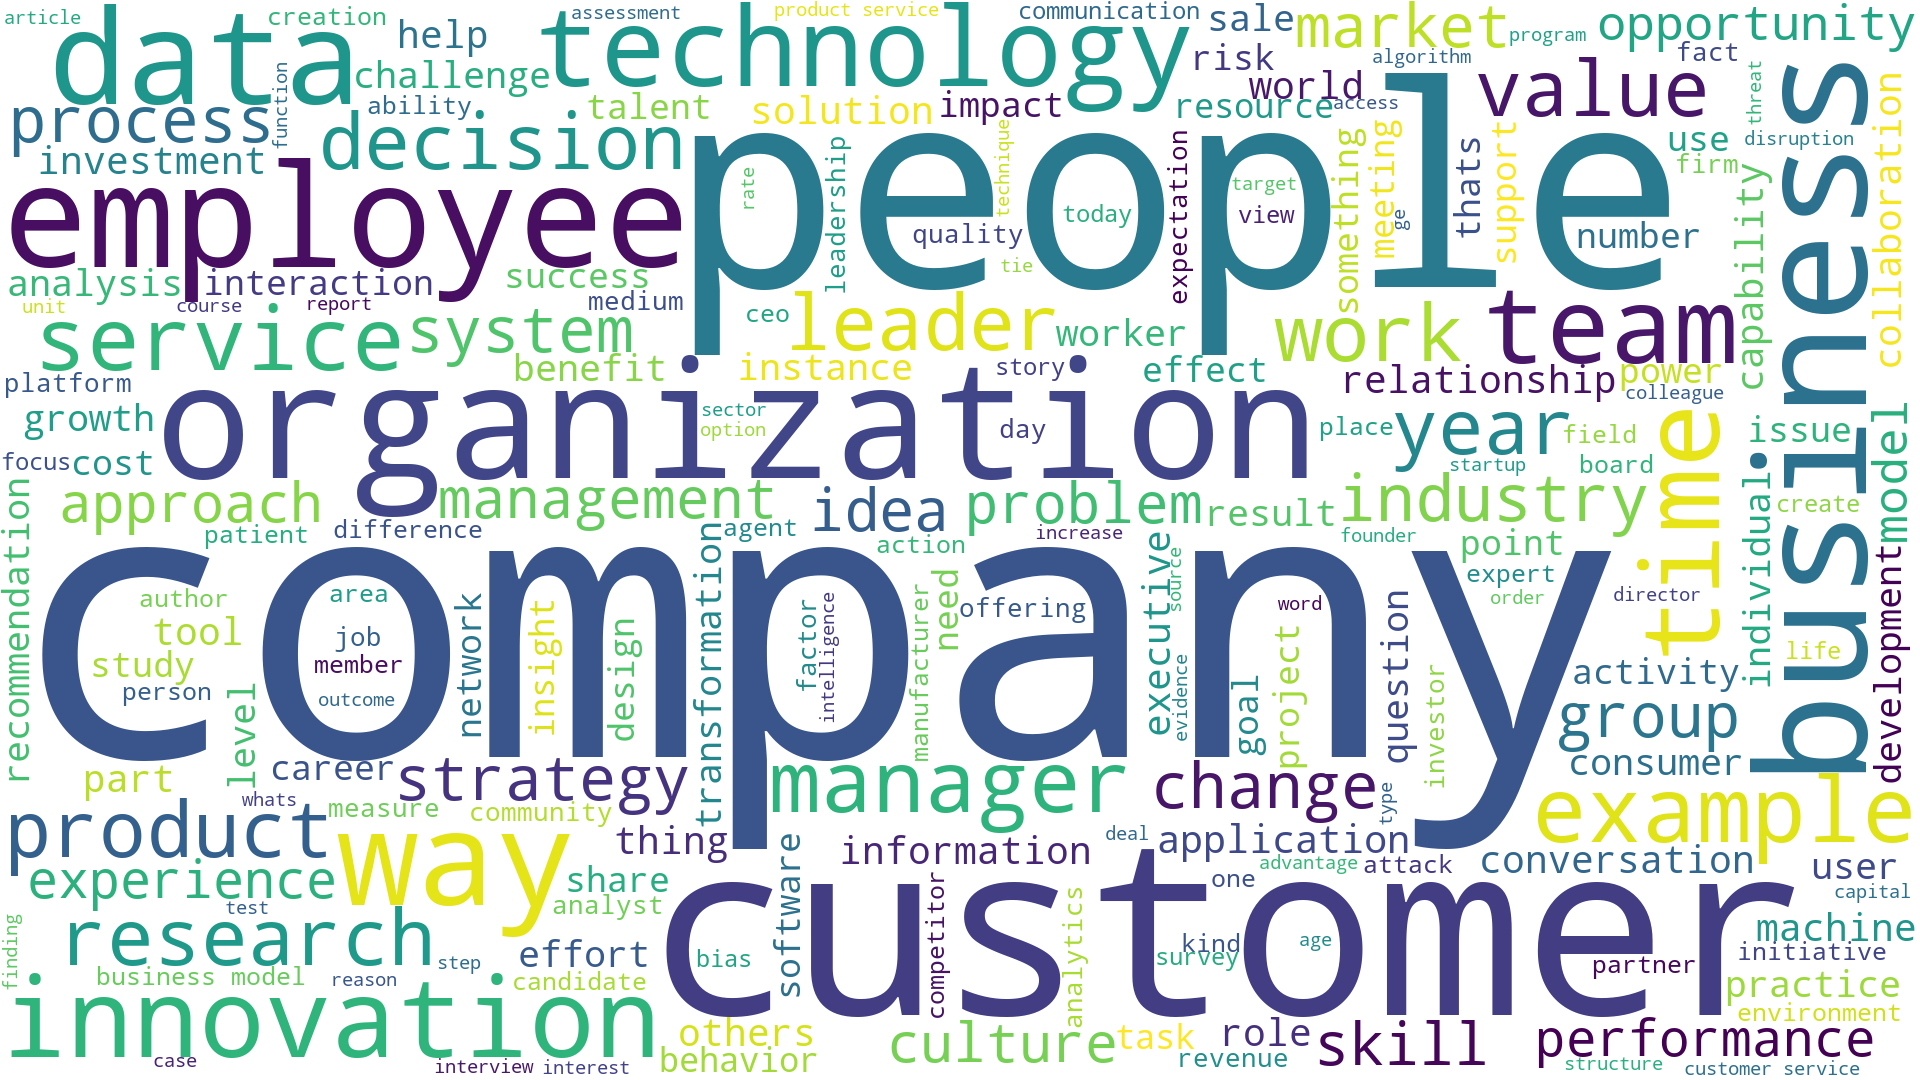 article
creation
assessment
product service
communication
sale
market
program
opportunity
data
help
technology
risk
algorithm
fact
challenge
world
value
function
ability
talent
solution
impact
resource
access
threat
process
decision
people
use
disruption
business
collaboration
investment
employee
leadership
technique
expectation
something
meeting
thats
support
firm
capability
rate
target
today
view
ge
quality
number
tie
analysis
interaction
success
medium
unit
course
report
ceo
leader
worker
work
team
service
system
benefit
instance
story
effect
relationship
power
colleague
platform
organization
growth
sector
option
day
place
year
field
time
issue
model
focus
cost
startup
board
approach
management
idea
problem
result
industry
individual
create
recommendation
patient
difference
transformation
agent
action
increase
executive
founder
point
development
company
source
expert
author
area
network
insight
design
factor
intelligence
manufacturer
need
offering
evidence
word
question
order
director
tool
job
project
life
study
member
goal
investor
activity
person
outcome
level
group
part
career
strategy
manager
change
consumer
whats
measure
community
type
example
product
way
thing
software
information
deal
application
conversation
experience
share
competitor
customer
one
advantage
attack
user
test
analyst
analytics
capital
finding
research
effort
bias
kind
age
machine
survey
initiative
business model
reason
step
candidate
partner
practice
innovation
environment
others
culture
task
role
skill
performance
case
interview
interest
behavior
revenue
structure
customer service